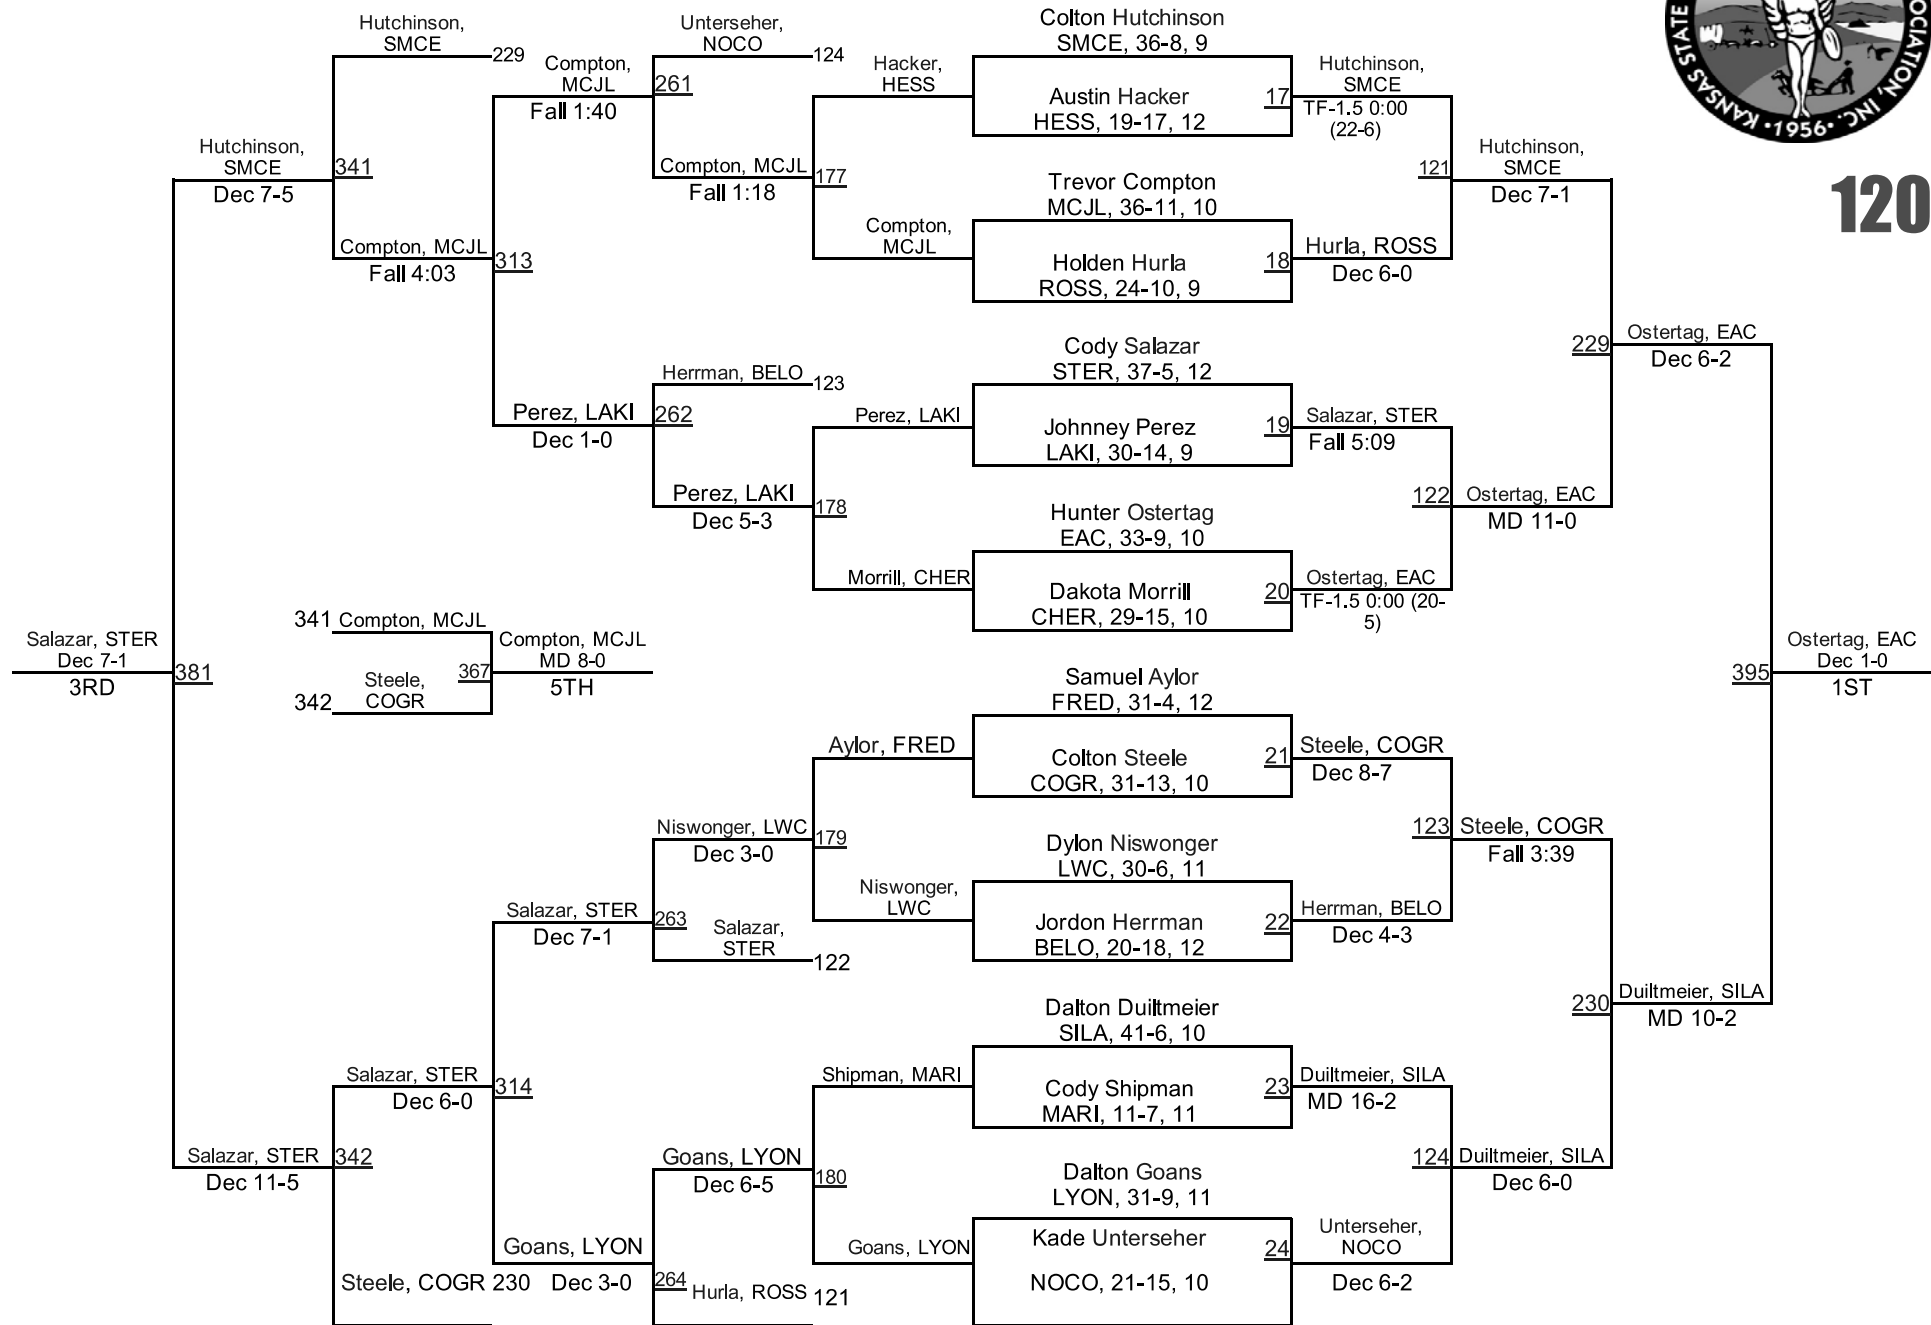 Hutchinson,
SMCE
229
Compton,
MCJL
Fall 1:40
Unterseher,
NOCO
124
261
Hacker,
HESS
Colton Hutchinson
SMCE, 36-8, 9
Austin Hacker
HESS, 19-17, 12
17
Hutchinson,
SMCE
TF-1.5 0:00
(22-6)
KANSAS STATE
OCIATION, INC.
•1956•
120
Hutchinson,
SMCE
Dec 7-5
341
Compton, MCJL
Fall 1:18
177
Compton,
MCJL
Trevor Compton
MCJL, 36-11, 10
Holden Hurla
ROSS, 24-10, 9
18
Hurla, ROSS
Dec 6-0
121
Hutchinson,
SMCE
Dec 7-1
Compton, MCJL
Fall 4:03
313
Herrman, BELO
123
Perez, LAKI
Dec 1-0
262
Perez, LAKI
Cody Salazar
STER, 37-5, 12
Johnney Perez
LAKI, 30-14, 9
19
Salazar, STER
Fall 5:09
229
Ostertag, EAC
Dec 6-2
Perez, LAKI
Dec 5-3
178
Morrill, CHER
Hunter Ostertag
EAC, 33-9, 10
Dakota Morrill
CHER, 29-15, 10
20
Ostertag, EAC
TF-1.5 0:00 (20-
5)
122
Ostertag, EAC
MD 11-0
Salazar, STER
Dec 7-1
3RD
381
341
Compton, MCJL
342
Steele,
COGR
367
Compton, MCJL
MD 8-0
5TH
395
Ostertag, EAC
Dec 1-0
1ST
Aylor, FRED
Samuel Aylor
FRED, 31-4, 12
Colton Steele
COGR, 31-13, 10
21
Steele, COGR
Dec 8-7
Niswonger, LWC
Dec 3-0
179
Niswonger,
LWC
Dylon Niswonger
LWC, 30-6, 11
Jordon Herrman
BELO, 20-18, 12
22
Herrman, BELO
Dec 4-3
123
Steele, COGR
Fall 3:39
Salazar, STER
Dec 7-1
263
Salazar,
STER
122
230
Duiltmeier, SILA
MD 10-2
Salazar, STER
Dec 6-0
314
Shipman, MARI
Dalton Duiltmeier
SILA, 41-6, 10
Cody Shipman
MARI, 11-7, 11
23
Duiltmeier, SILA
MD 16-2
Salazar, STER
Dec 11-5
342
Goans, LYON
Dec 6-5
180
Goans, LYON
Dalton Goans
LYON, 31-9, 11
Kade Unterseher
NOCO, 21-15, 10
24
Unterseher,
NOCO
Dec 6-2
124
Duiltmeier, SILA
Dec 6-0
Steele, COGR 230
Goans, LYON
Dec 3-0
264
Hurla, ROSS
121